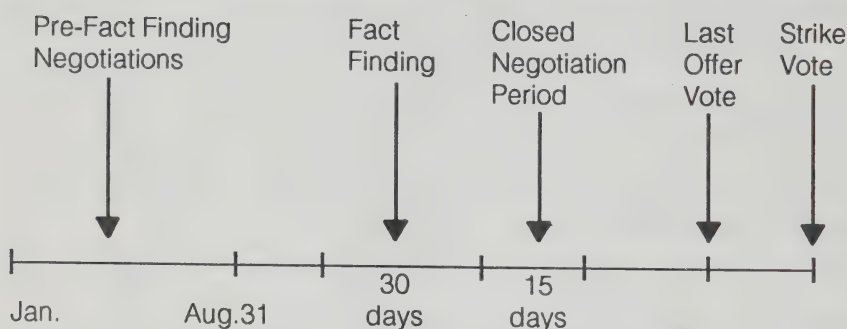 Pre-Fact Finding
Negotiations
Fact
Finding
Closed
Negotiation
Period
Last
Offer
Vote
Strike
Vote
Jan.
Aug.31
30
days
15
days